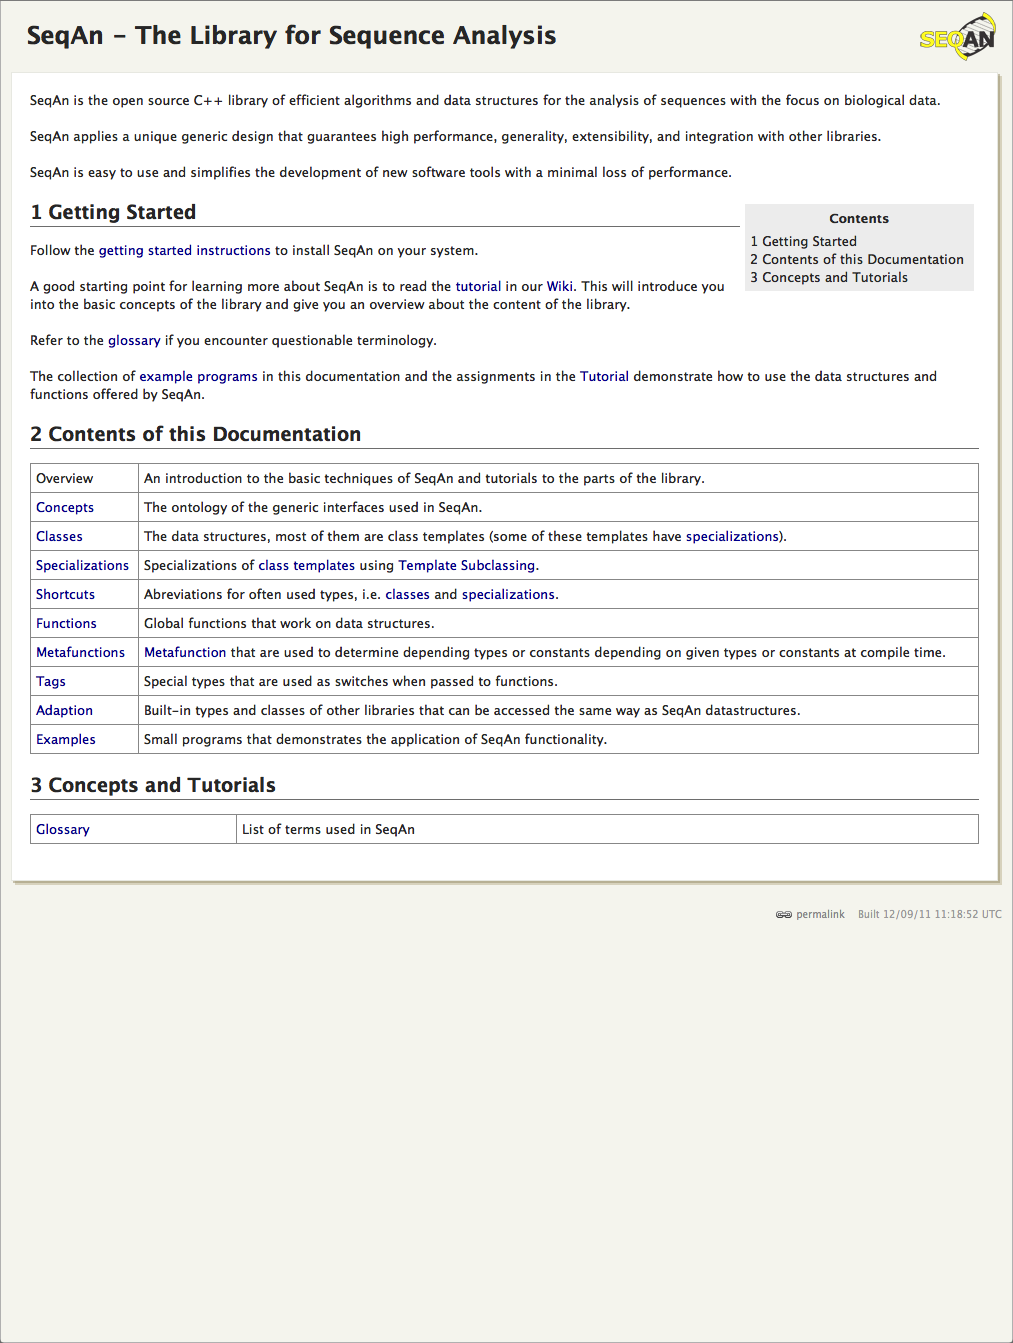 SeqAn - The Library for Sequence Analysis
SEQAN
SeqAn is the open source C++ library of efficient algorithms and data structures for the analysis of sequences with the focus on biological data.
SeqAn applies a unique generic design that guarantees high performance, generality, extensibility, and integration with other libraries.
SeqAn is easy to use and simplifies the development of new software tools with a minimal loss of performance.
1 Getting Started
Contents
1 Getting Started
2 Contents of this Documentation
3 Concepts and Tutorials
Follow the getting started instructions to install SeqAn on your system.
A good starting point for learning more about SeqAn is to read the tutorial in our Wiki. This will introduce you
into the basic concepts of the library and give you an overview about the content of the library.
Refer to the glossary if you encounter questionable terminology.
The collection of example programs in this documentation and the assignments in the Tutorial demonstrate how to use the data structures and
functions offered by SeqAn.
2 Contents of this Documentation
Overview An introduction to the basic techniques of SeqAn and tutorials to the parts of the library.
Concepts The ontology of the generic interfaces used in SeqAn.
Classes The data structures, most of them are class templates (some of these templates have specializations).
Specializations Specializations of class templates using Template Subclassing.
Shortcuts Abreviations for often used types, i.e. classes and specializations.
Functions Global functions that work on data structures.
Metafunctions Metafunction that are used to determine depending types or constants depending on given types or constants at compile time.
Tags Special types that are used as switches when passed to functions.
Adaption Built-in types and classes of other libraries that can be accessed the same way as SeqAn datastructures.
Examples Small programs that demonstrates the application of SeqAn functionality.
3 Concepts and Tutorials
Glossary List of terms used in SeqAn
permalink Built 12/09/11 11:18:52 UTC